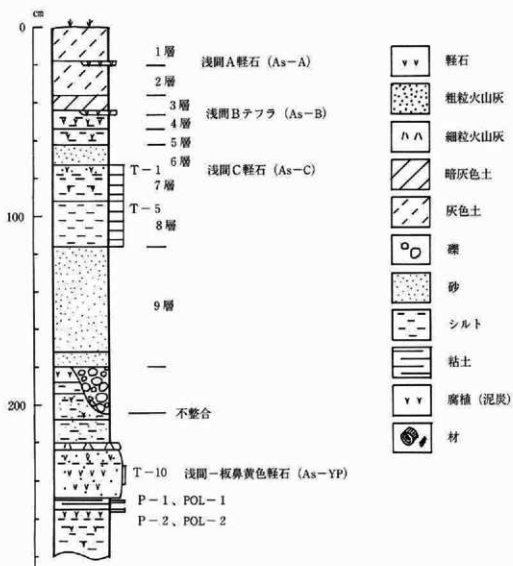 cm
0
1層
浅間A軽石（As－A）
2層
3層
浅間Bテフラ（As－B）
4層
5層
6層
T－1
浅間C軽石（As－C）
7層
100
T－5
8層
9層
200
不整合
T－10
浅間－板鼻黄色軽石（As－YP）
P－1、POL－1
P－2、POL－2
軽石
粗粒火山灰
細粒火山灰
暗灰色土
灰色土
礫
砂
シルト
粘土
腐植（泥炭）
材